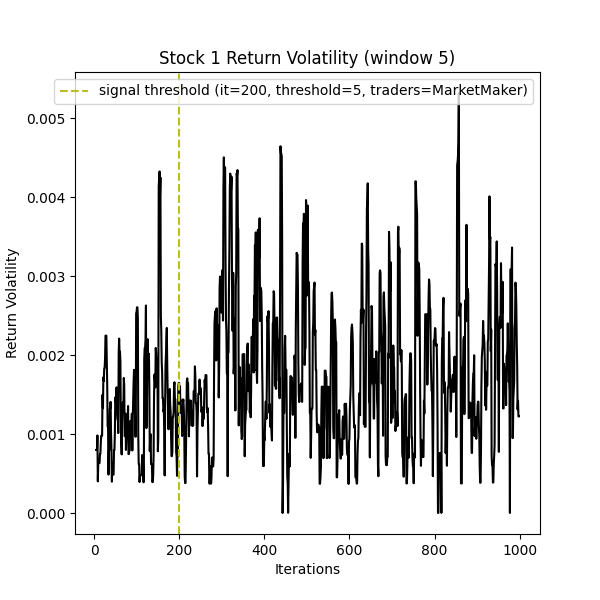 Stock 1 Return Volatility (window 5)
signal threshold (it=200, threshold=5, traders=MarketMaker)
0.005
0.004
0.003
0.002
0.001
0.000
Return Volatility
0 200 400 600 800 1000
Iterations